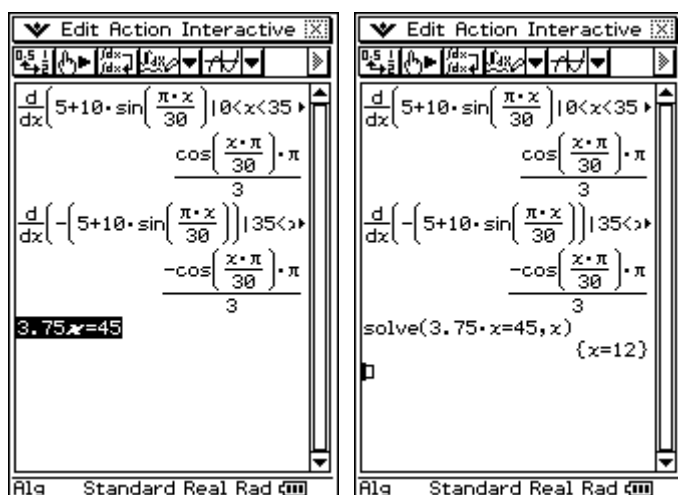 Edit Action Interactive
d/dx(5+10·sin(π·x/30)|0<x<35
cos(x·π/30)·π/3
d/dx(-(5+10·sin(π·x/30))|35<
-cos(x·π/30)·π/3
3.75x=45
Alg Standard Real Rad
Edit Action Interactive
d/dx(5+10·sin(π·x/30)|0<x<35
cos(x·π/30)·π/3
d/dx(-(5+10·sin(π·x/30))|35<
-cos(x·π/30)·π/3
solve(3.75·x=45,x)
{x=12}
Alg Standard Real Rad